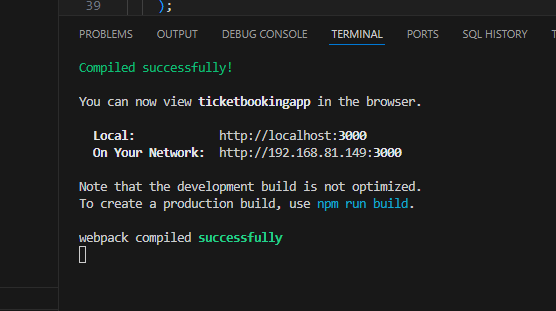 39 );
PROBLEMS OUTPUT DEBUG CONSOLE TERMINAL PORTS SQL HISTORY
Compiled successfully!
You can now view ticketbookingapp in the browser.
Local: http://localhost:3000
On Your Network: http://192.168.81.149:3000
Note that the development build is not optimized.
To create a production build, use npm run build.
webpack compiled successfully